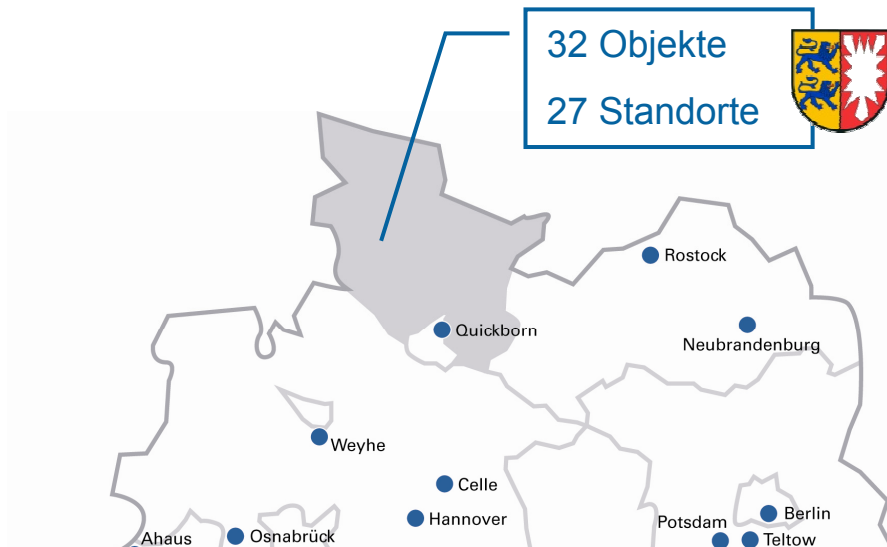 32 Objekte
27 Standorte
Rostock
Quickborn
Neubrandenburg
Weyhe
Celle
Hannover
Berlin
Potsdam
Teltow
Ahaus
Osnabrück